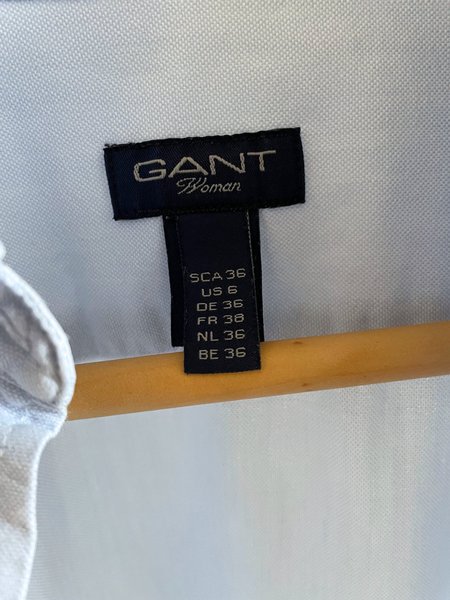 GANT
Woman
SCA 36
US 6
DE 36
FR 38
NL 36
BE 36